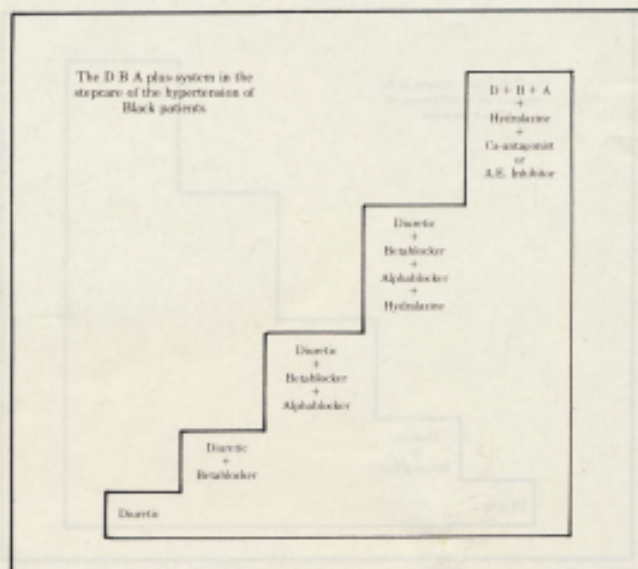 The D B A plus-system in the
stepcare of the hypertension of
Black patients
D + B + A
+
Hydralazine
+
Ca-antagonist
or
A.E. Inhibitor
Diuretic
+
Betablocker
+
Alphablocker
+
Hydralazine
Diuretic
+
Betablocker
+
Alphablocker
Diuretic
+
Betablocker
Diuretic